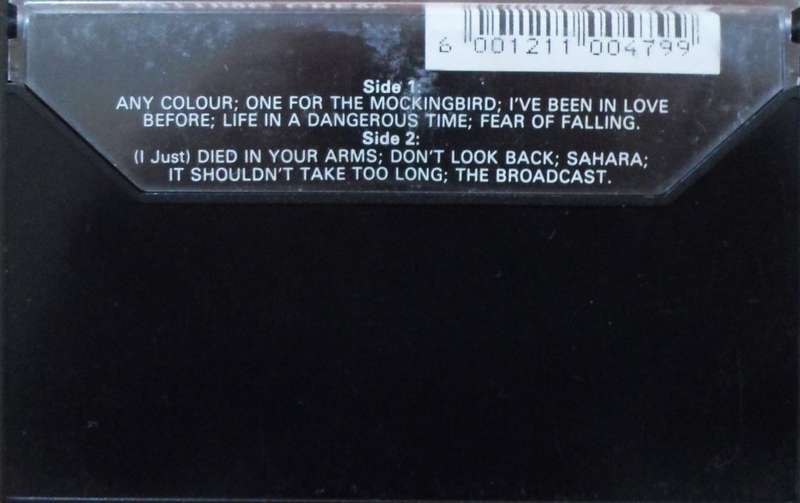 6 001211 004799
Side 1:
ANY COLOUR; ONE FOR THE MOCKINGBIRD; I'VE BEEN IN LOVE
BEFORE; LIFE IN A DANGEROUS TIME; FEAR OF FALLING.
Side 2:
(I Just) DIED IN YOUR ARMS; DON'T LOOK BACK; SAHARA;
IT SHOULDN'T TAKE TOO LONG; THE BROADCAST.